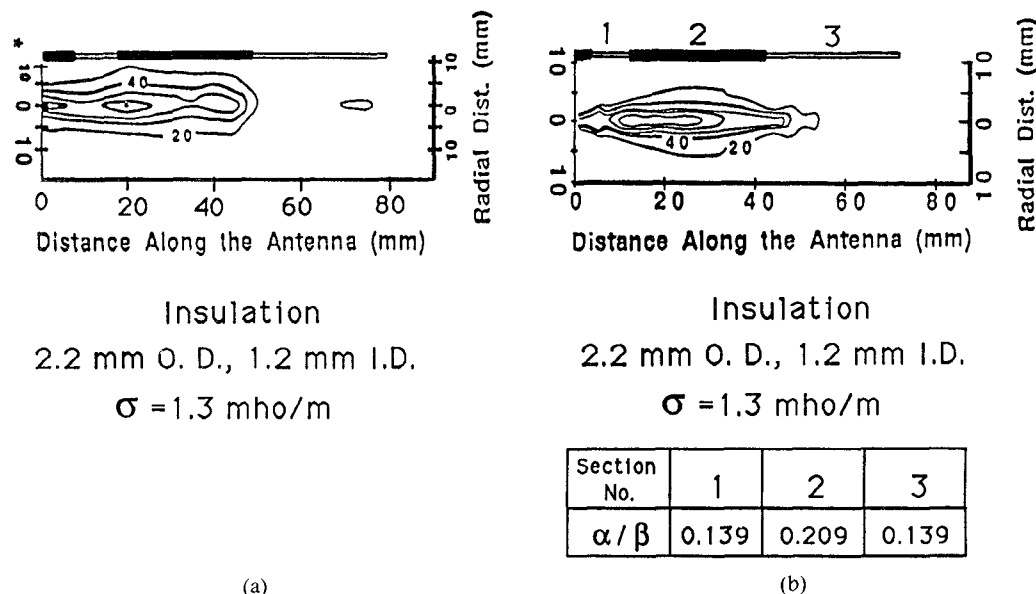 *
10
0
10
40
20
10
0
10
Radial Dist. (mm)
0 20 40 60 80
Distance Along the Antenna (mm)
Insulation
2.2 mm O. D., 1.2 mm I.D.
σ = 1.3 mho/m
(a)
1 2 3
10
0
10
40
20
10
0
10
Radial Dist. (mm)
0 20 40 60 80
Distance Along the Antenna (mm)
Insulation
2.2 mm O. D., 1.2 mm I.D.
σ = 1.3 mho/m
Section No. 1 2 3
α/β 0.139 0.209 0.139
(b)